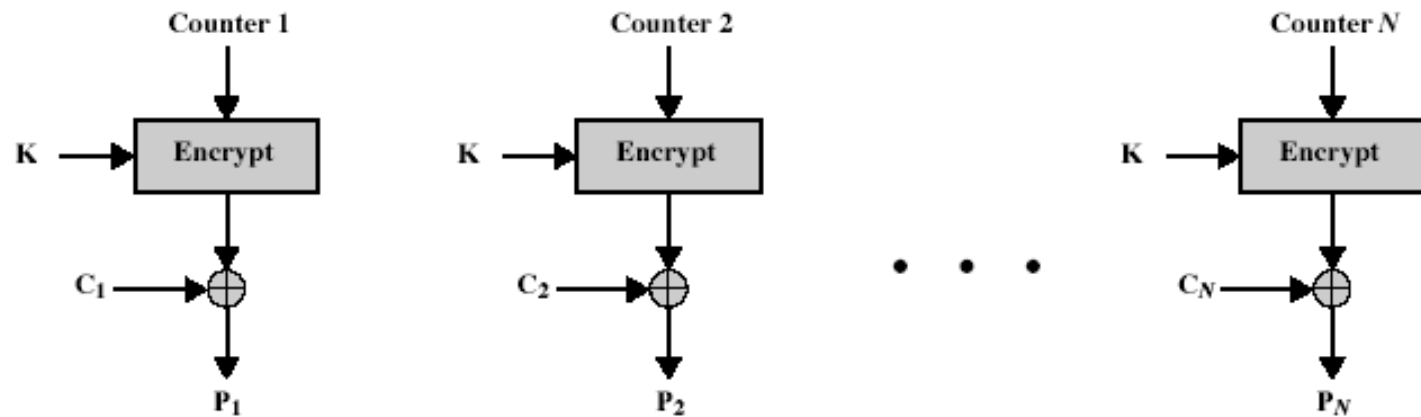 Counter 1 Counter 2 Counter N
K Encrypt K Encrypt K Encrypt
C1 C2 CN
P1 P2 PN